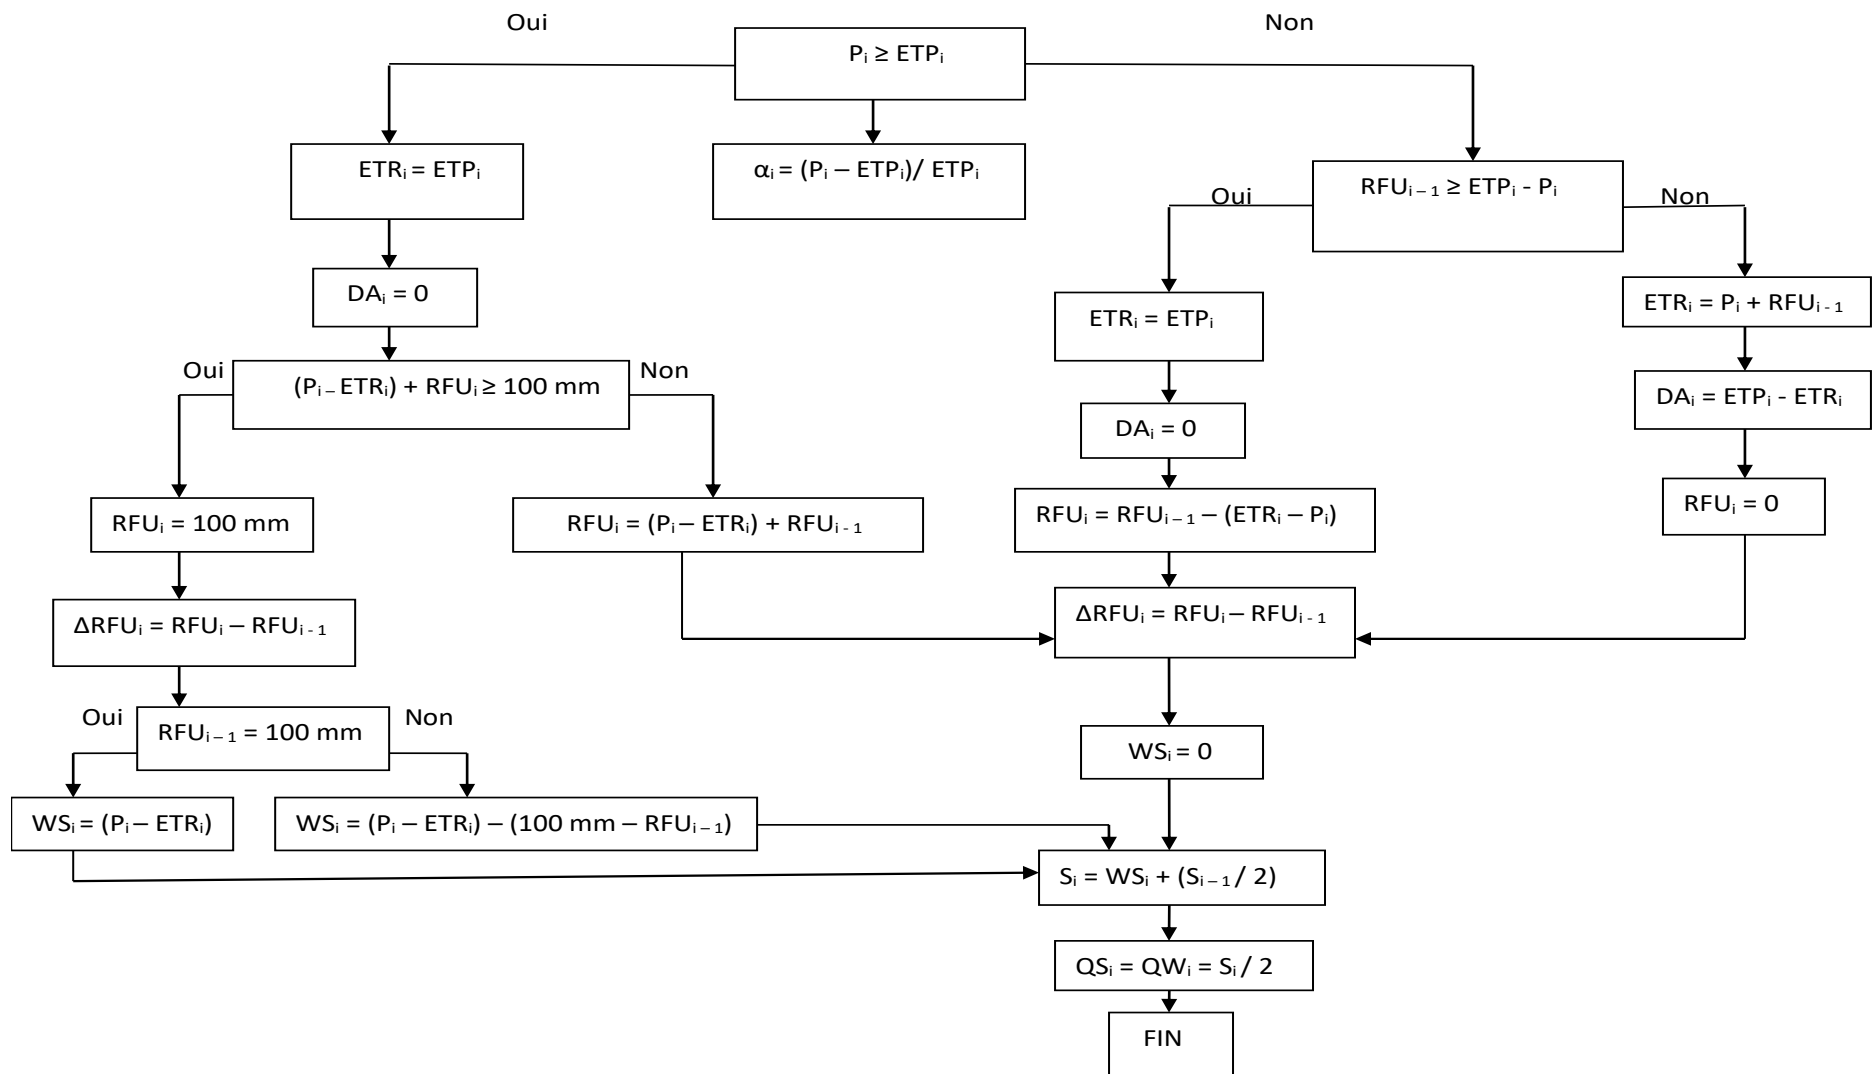 Oui
Non
Pᵢ ≥ ETPᵢ
ETRᵢ = ETPᵢ
αᵢ = (Pᵢ – ETPᵢ)/ ETPᵢ
RFUᵢ₋₁ ≥ ETPᵢ - Pᵢ
Oui
Non
DAᵢ = 0
ETRᵢ = ETPᵢ
ETRᵢ = Pᵢ + RFUᵢ₋₁
Oui
(Pᵢ – ETRᵢ) + RFUᵢ ≥ 100 mm
Non
DAᵢ = ETPᵢ - ETRᵢ
DAᵢ = 0
RFUᵢ = 100 mm
RFUᵢ = (Pᵢ – ETRᵢ) + RFUᵢ₋₁
RFUᵢ = RFUᵢ₋₁ – (ETRᵢ – Pᵢ)
RFUᵢ = 0
ΔRFUᵢ = RFUᵢ – RFUᵢ₋₁
ΔRFUᵢ = RFUᵢ – RFUᵢ₋₁
Oui
RFUᵢ₋₁ = 100 mm
Non
WSᵢ = 0
WSᵢ = (Pᵢ – ETRᵢ)
WSᵢ = (Pᵢ – ETRᵢ) – (100 mm – RFUᵢ₋₁)
Sᵢ = WSᵢ + (Sᵢ₋₁ / 2)
QSᵢ = QWᵢ = Sᵢ / 2
FIN